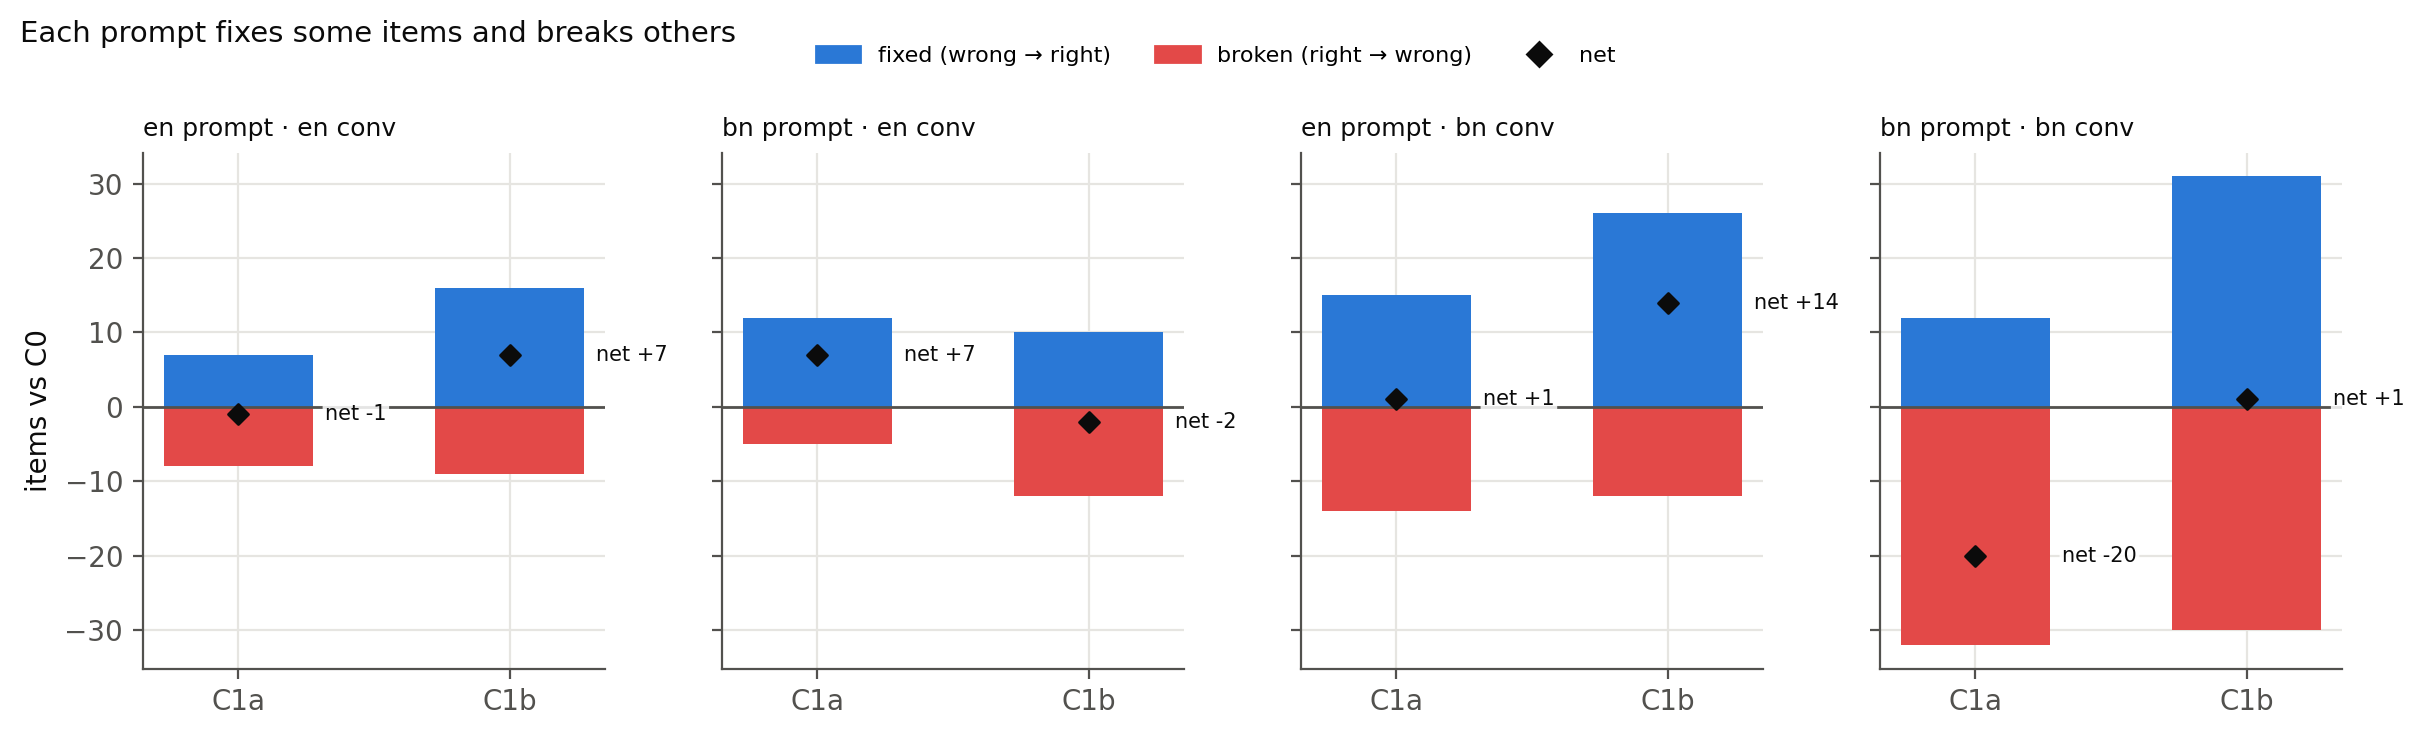 Each prompt fixes some items and breaks others
fixed (wrong → right)
broken (right → wrong)
net
en prompt · en conv
bn prompt · en conv
en prompt · bn conv
bn prompt · bn conv
items vs C0
30
20
10
0
−10
−20
−30
net -1
net +7
net +7
net -2
net +1
net +14
net -20
net +1
C1a
C1b
C1a
C1b
C1a
C1b
C1a
C1b